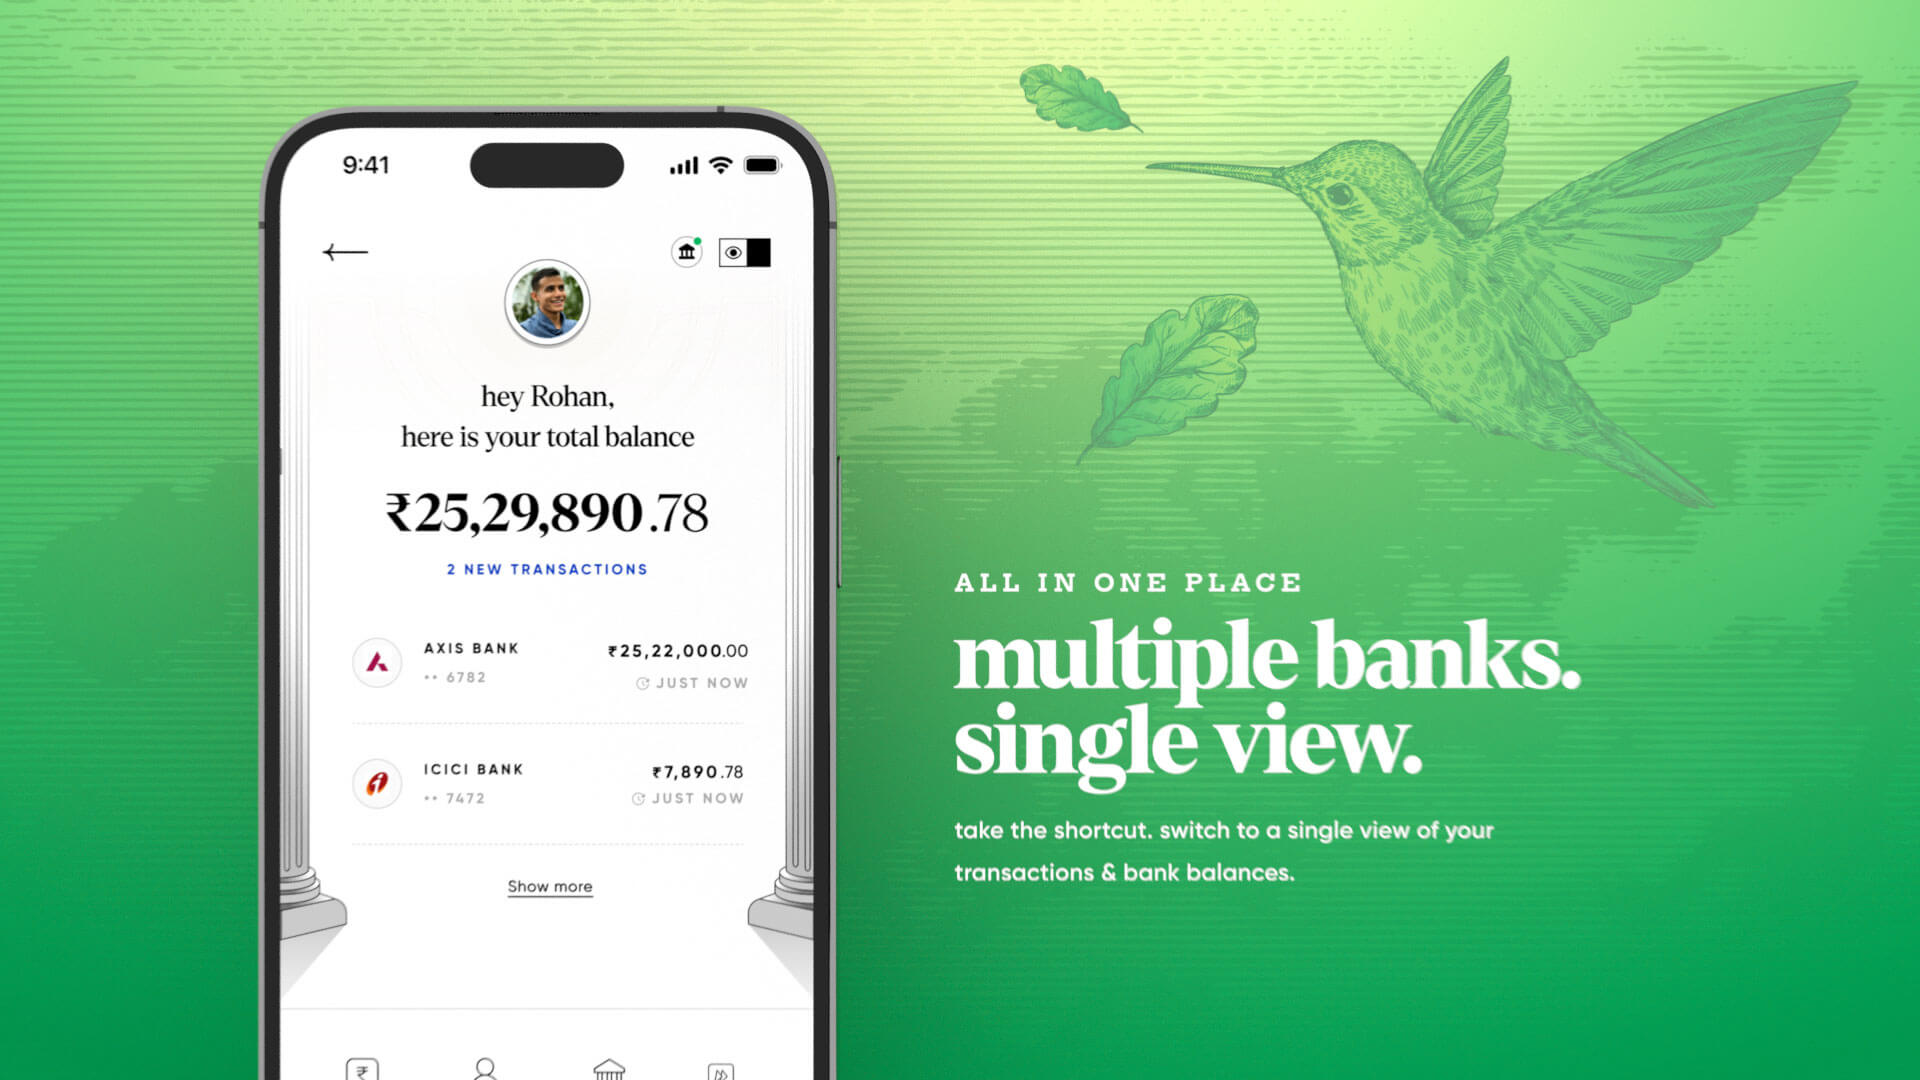 9:41
hey Rohan,
here is your total balance
₹25,29,890.78
2 NEW TRANSACTIONS
AXIS BANK
₹25,22,000.00
•• 6782
JUST NOW
ICICI BANK
₹7,890.78
•• 7472
JUST NOW
Show more
₹
ALL IN ONE PLACE
multiple banks.
single view.
take the shortcut. switch to a single view of your
transactions & bank balances.